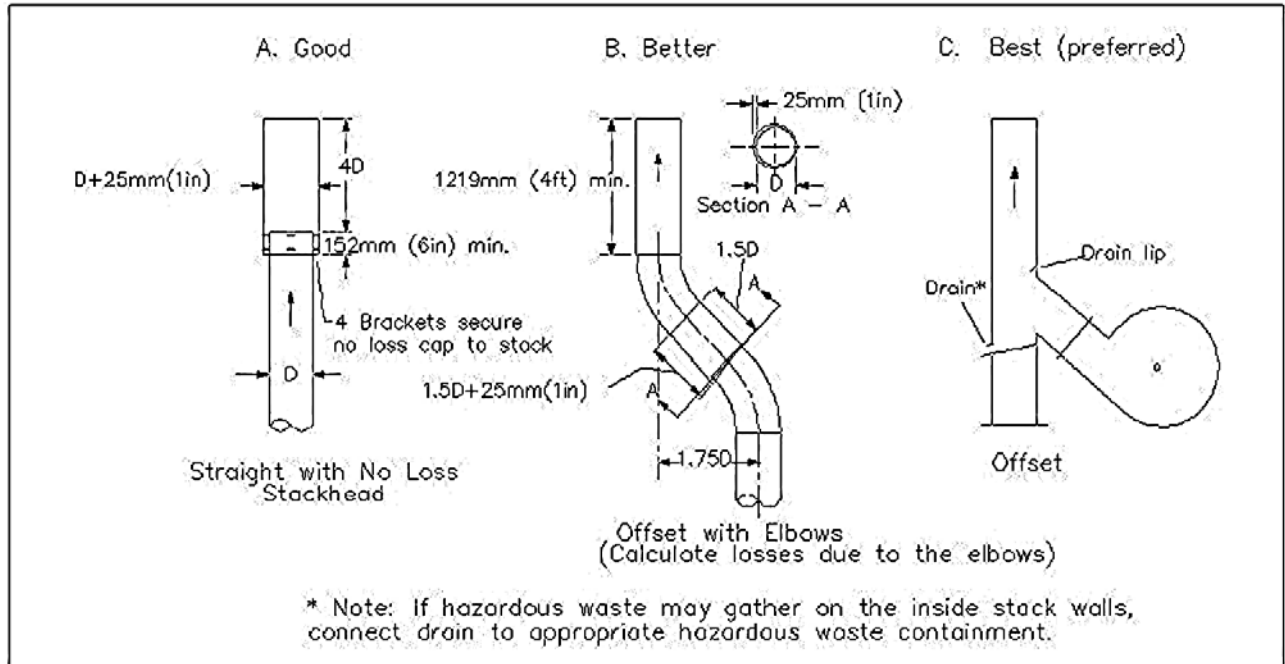 A. Good
D+25mm(1in)
4D
152mm (6in) min.
4 Brackets secure
no loss cap to stack
D
Straight with No Loss
Stackhead
B. Better
25mm (1in)
D
Section A – A
1219mm (4ft) min.
1.5D
A
1.5D+25mm(1in)
A
1.75D
Offset with Elbows
(Calculate losses due to the elbows)
C. Best (preferred)
Drain lip
Drain*
Offset
* Note: If hazardous waste may gather on the inside stack walls,
connect drain to appropriate hazardous waste containment.